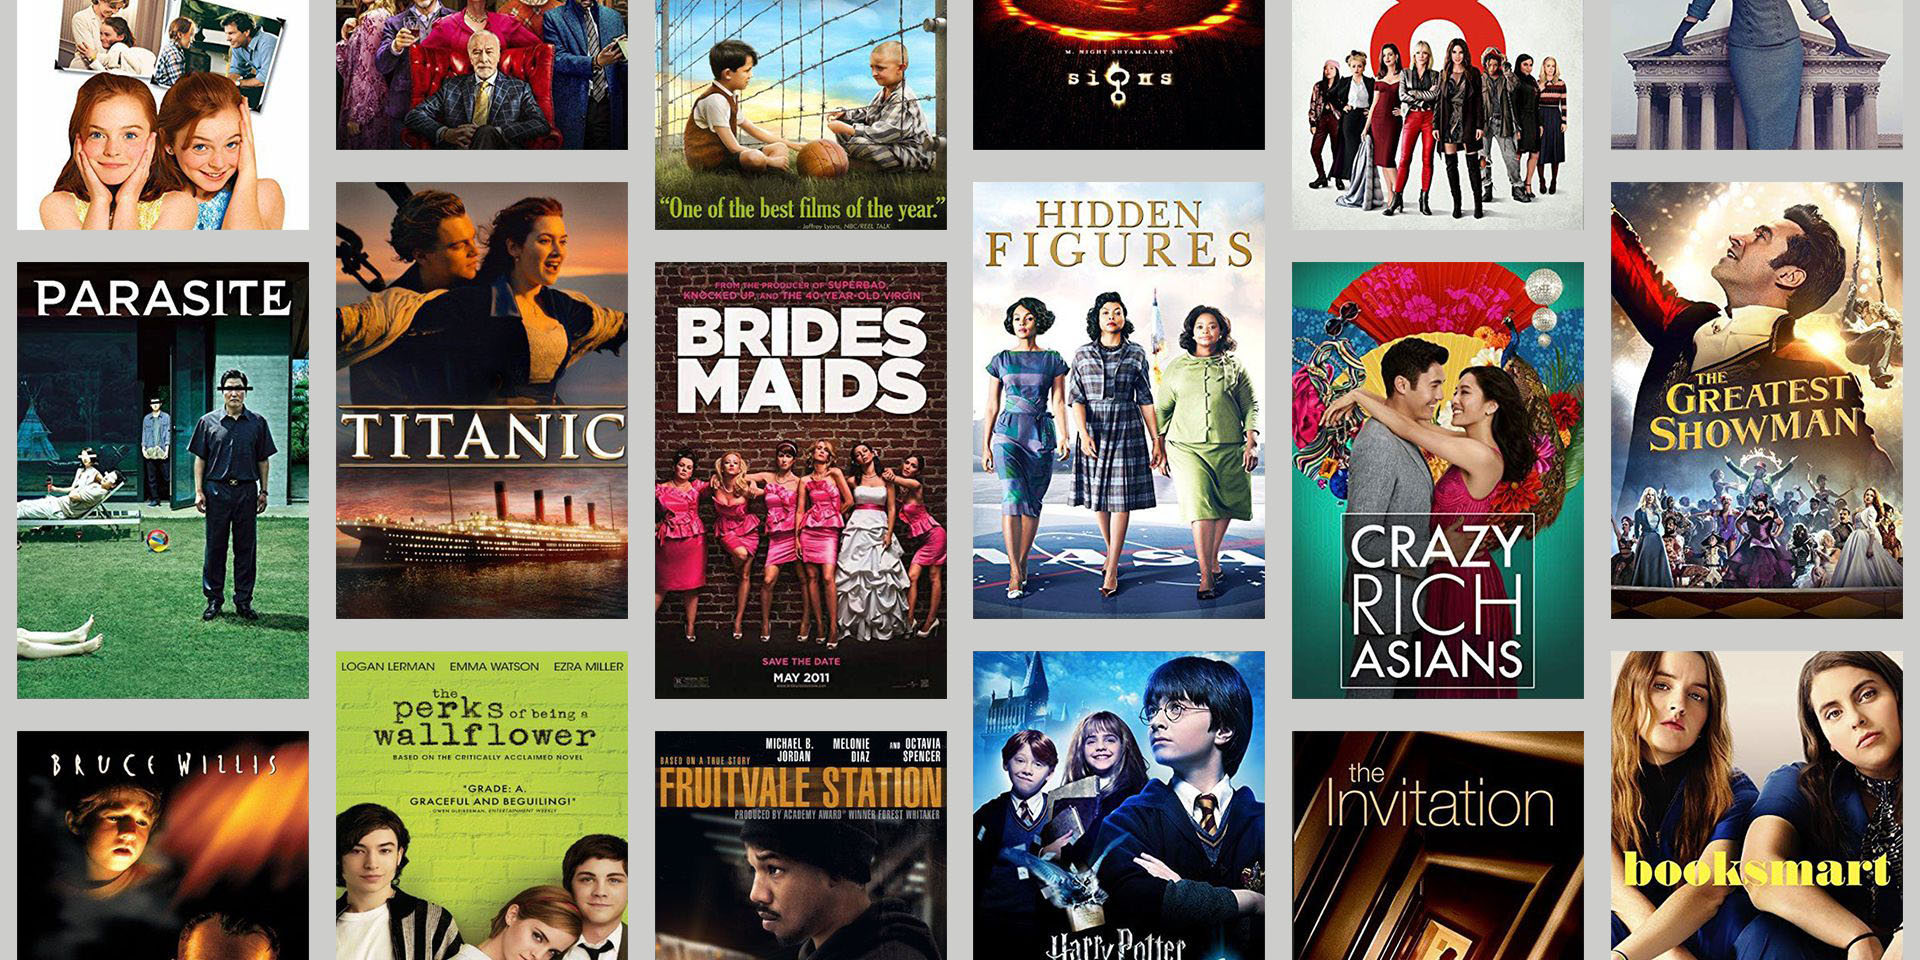 PARASITE
BRUCE WILLIS
TITANIC
LOGAN LERMAN EMMA WATSON EZRA MILLER
the
perks of being a
wallflower
BASED ON THE CRITICALLY ACCLAIMED NOVEL
"GRADE: A.
GRACEFUL AND BEGUILING!"
OWEN GLEIBERMAN, ENTERTAINMENT WEEKLY
"One of the best films of the year."
– Jeffrey Lyons, NBC/REEL TALK
FROM THE PRODUCER OF SUPERBAD,
KNOCKED UP, AND THE 40-YEAR-OLD VIRGIN
BRIDES
MAIDS
SAVE THE DATE
MAY 2011
MICHAEL B. JORDAN MELONIE DIAZ AND OCTAVIA SPENCER
BASED ON A TRUE STORY
FRUITVALE STATION
PRODUCED BY ACADEMY AWARD® WINNER FOREST WHITAKER
M. NIGHT SHYAMALAN'S
signs
HIDDEN
FIGURES
NASA
Harry Potter
8
CRAZY
RICH
ASIANS
the
Invitation
THE
GREATEST
SHOWMAN
booksmart